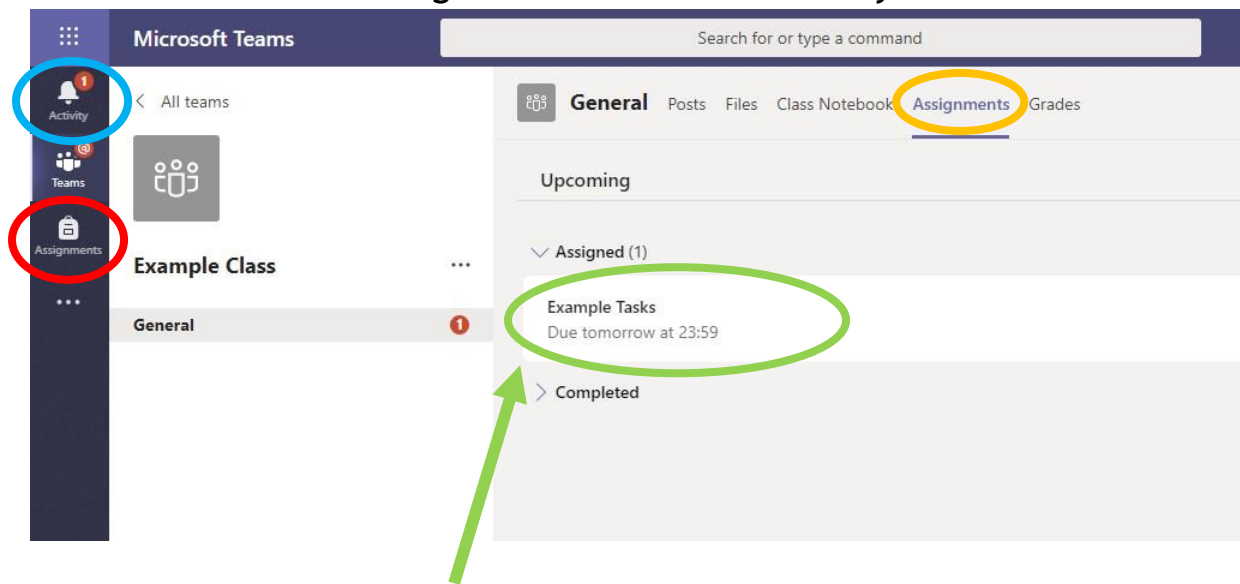 Microsoft Teams
Search for or type a command
1
Activity
All teams
General Posts Files Class Notebook Assignments Grades
@
Teams
Upcoming
Assignments
Assigned (1)
Example Class
...
Example Tasks
Due tomorrow at 23:59
General 1
Completed